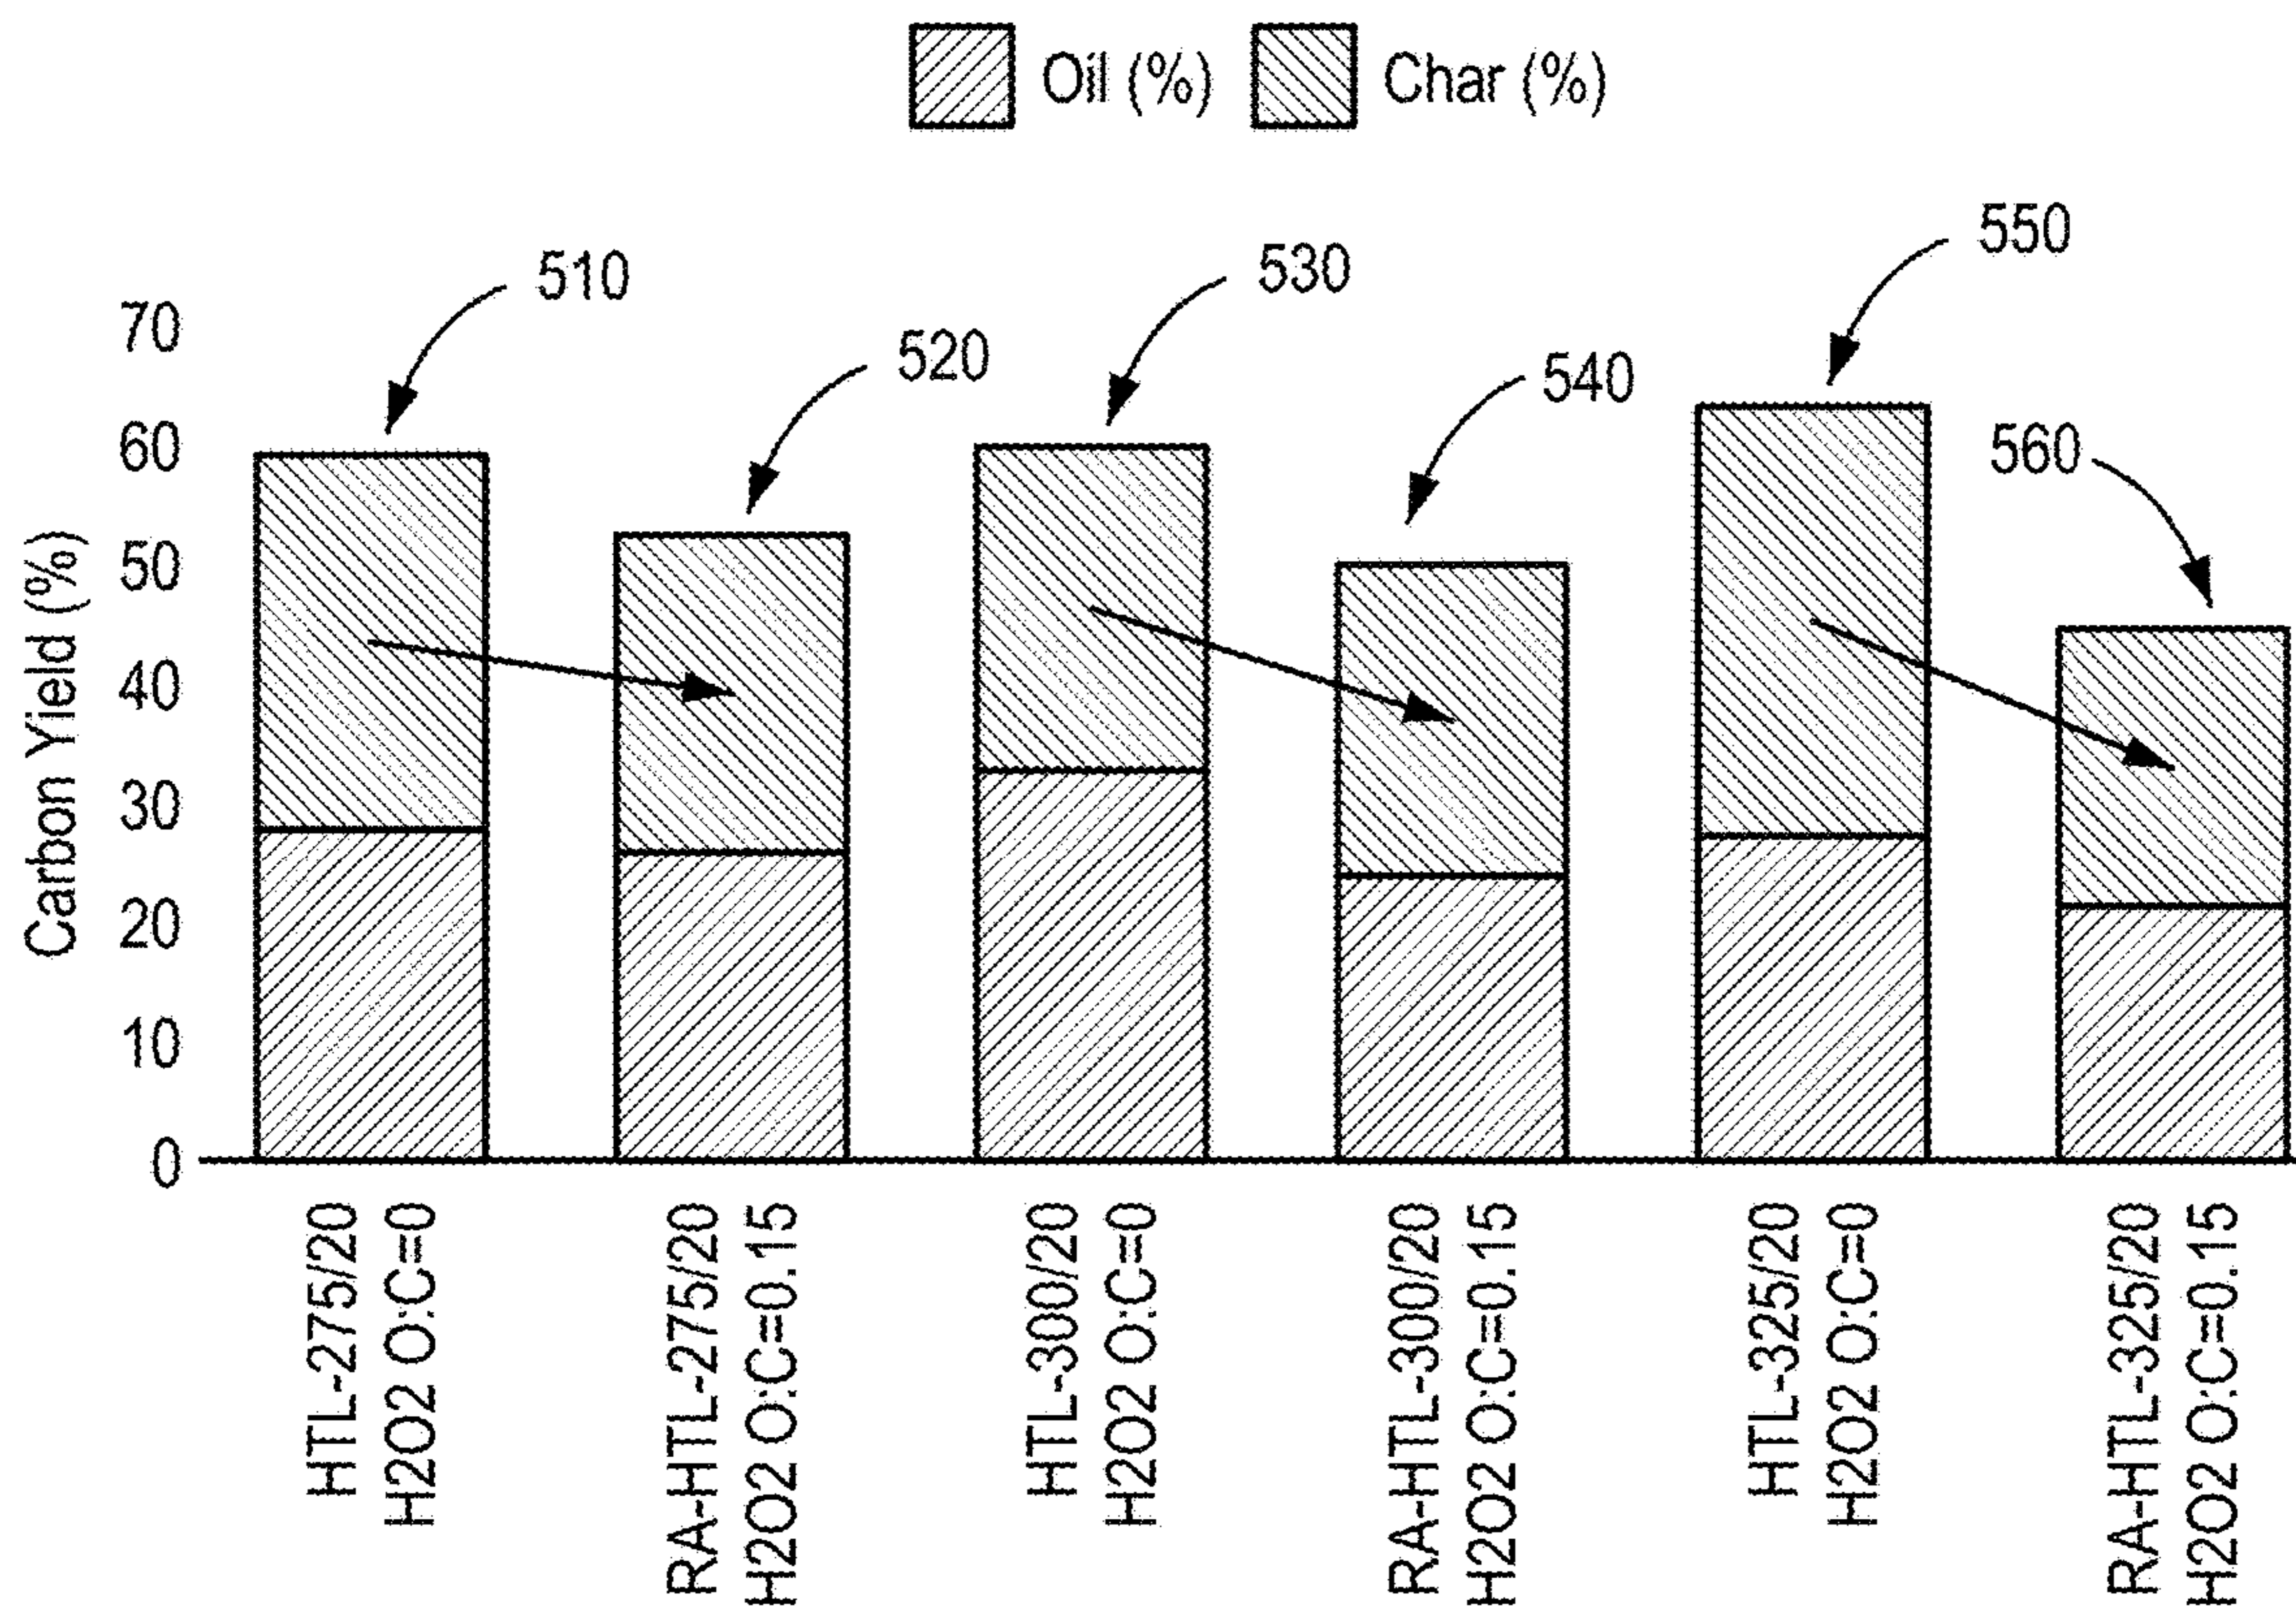 Oil (%)
Char (%)
510
520
530
540
550
560
Carbon Yield (%)
70
60
50
40
30
20
10
0
HTL-275/20
H2O2 O:C=0
RA-HTL-275/20
H2O2 O:C=0.15
HTL-300/20
H2O2 O:C=0
RA-HTL-300/20
H2O2 O:C=0.15
HTL-325/20
H2O2 O:C=0
RA-HTL-325/20
H2O2 O:C=0.15